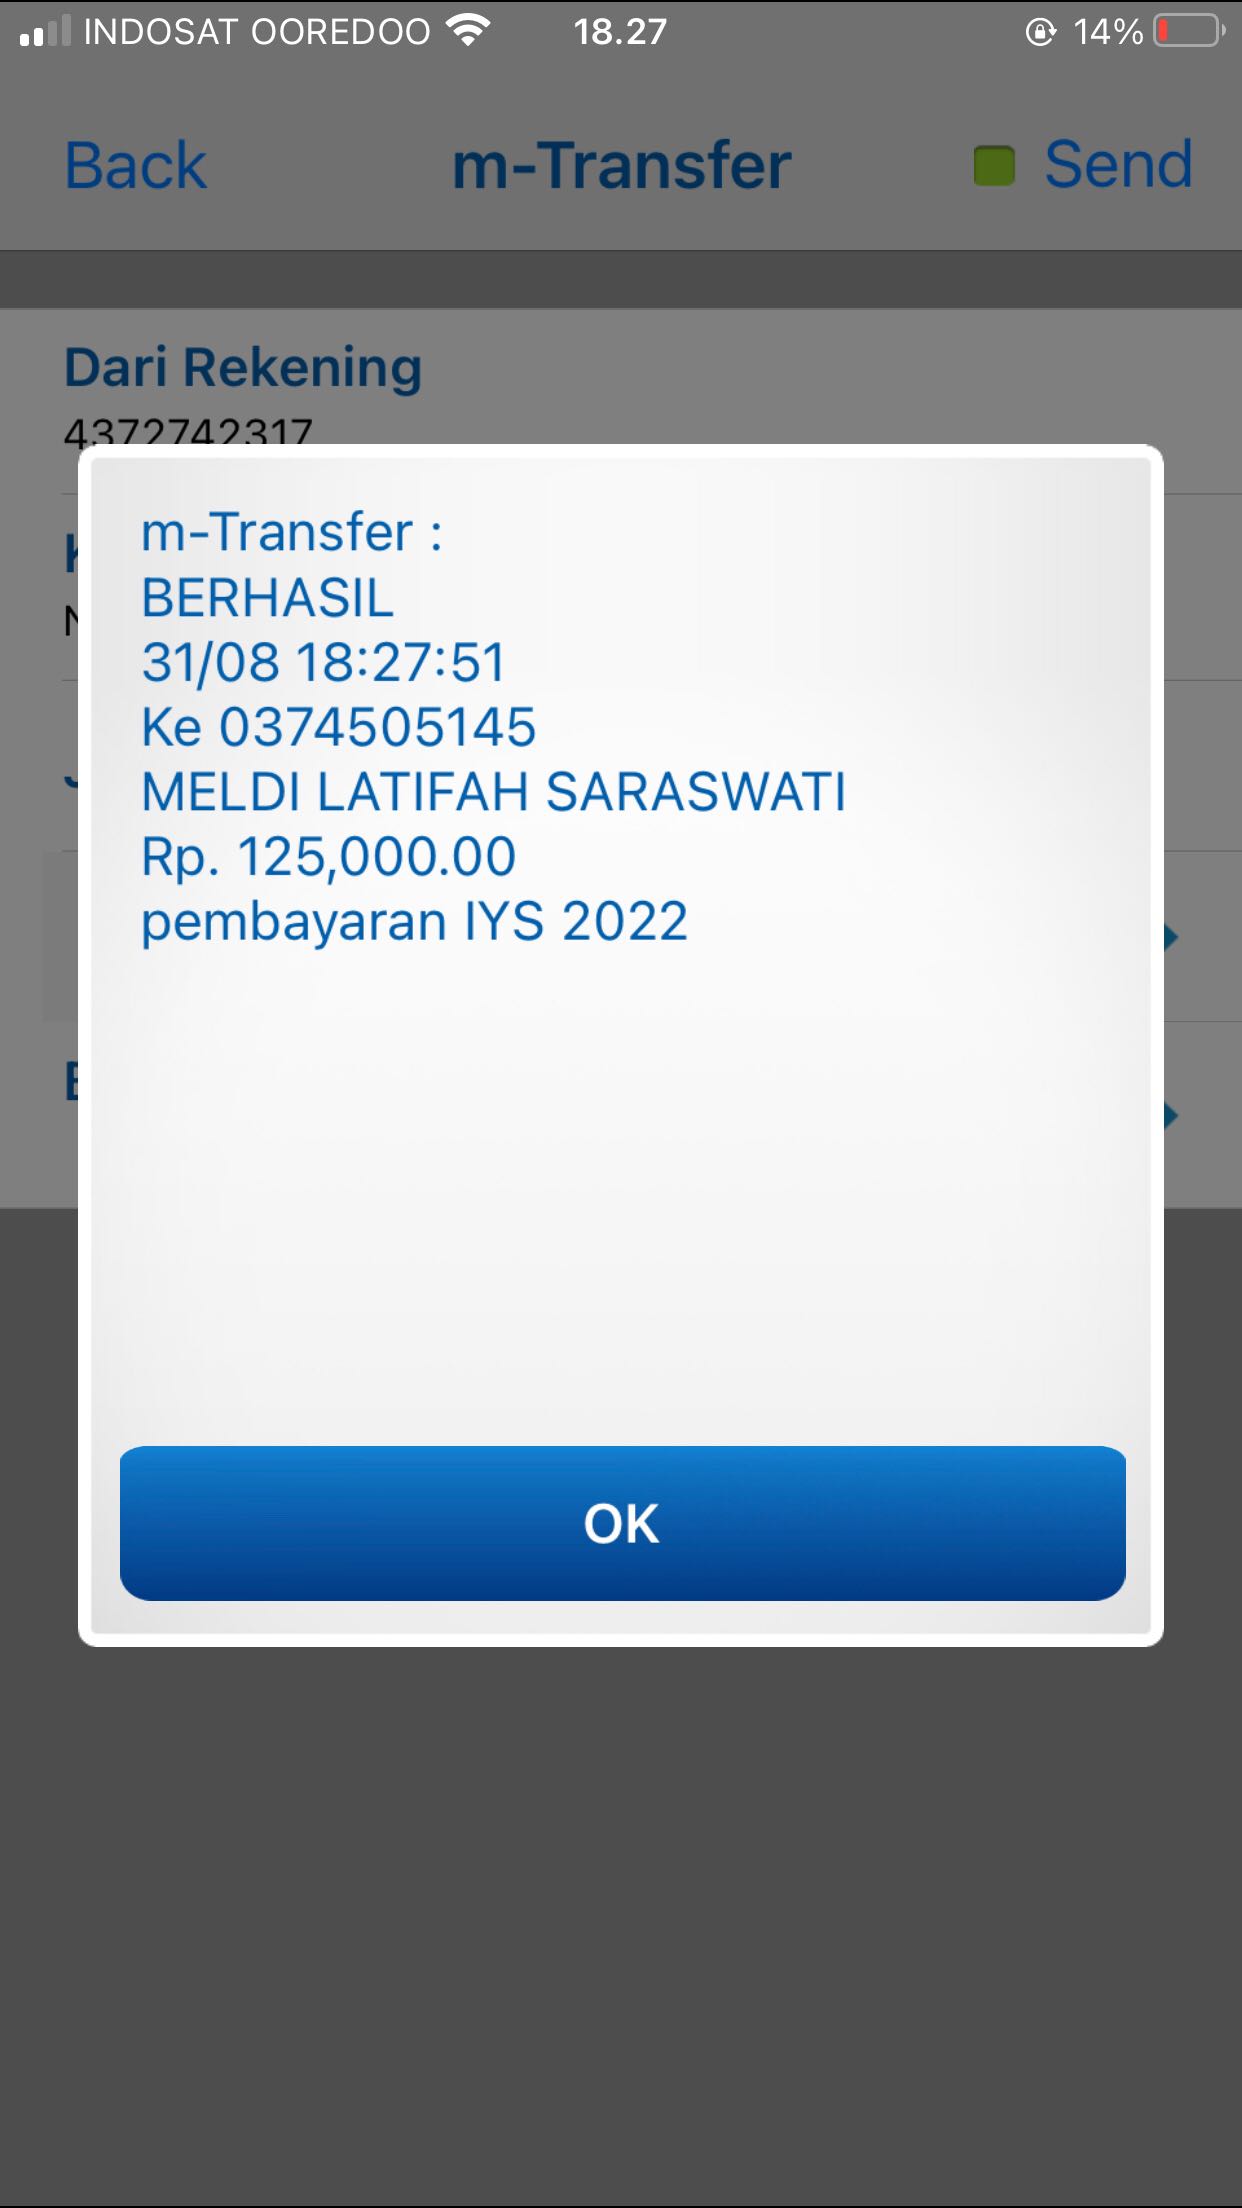 INDOSAT OOREDOO 18.27 14%
Back m-Transfer Send
Dari Rekening
4372742317
m-Transfer :
BERHASIL
31/08 18:27:51
Ke 0374505145
MELDI LATIFAH SARASWATI
Rp. 125,000.00
pembayaran IYS 2022
OK